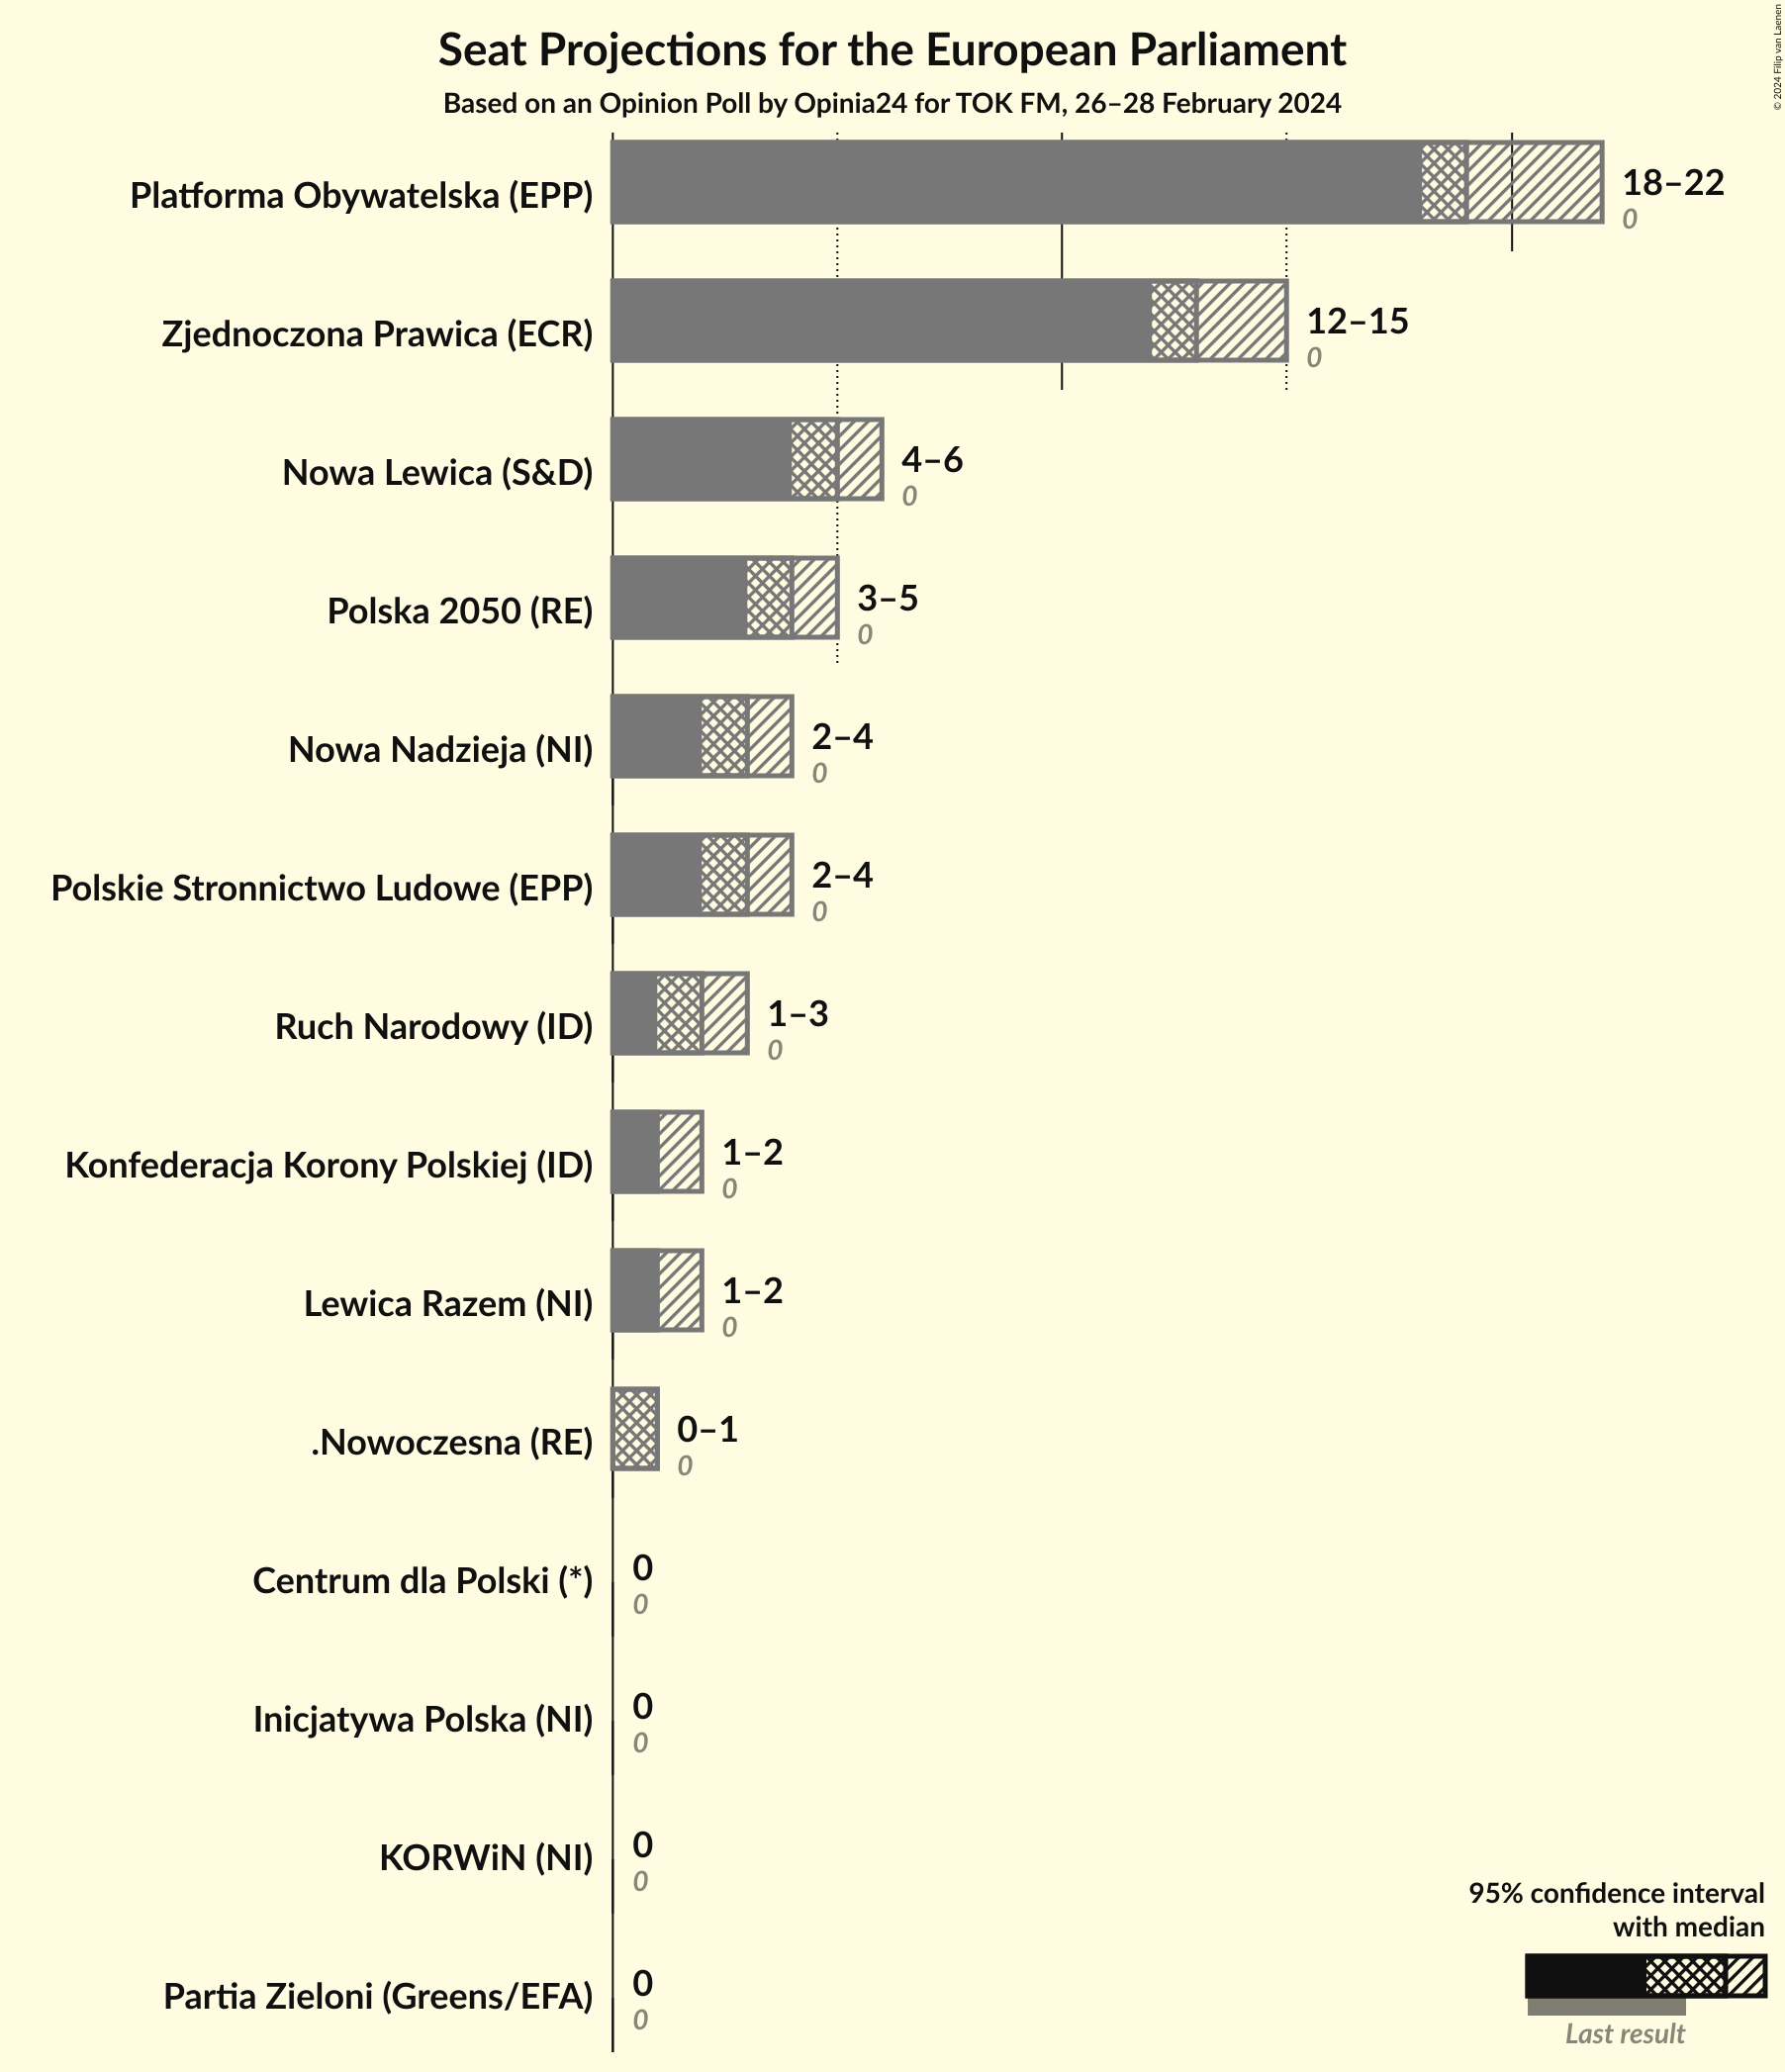 Seat Projections for the European Parliament
Based on an Opinion Poll by Opinia24 for TOK FM, 26–28 February 2024
© 2024 Filip van Laenen
Platforma Obywatelska (EPP)
18–22
0
Zjednoczona Prawica (ECR)
12–15
0
Nowa Lewica (S&D)
4–6
0
Polska 2050 (RE)
3–5
0
Nowa Nadzieja (NI)
2–4
0
Polskie Stronnictwo Ludowe (EPP)
2–4
0
Ruch Narodowy (ID)
1–3
0
Konfederacja Korony Polskiej (ID)
1–2
0
Lewica Razem (NI)
1–2
0
.Nowoczesna (RE)
0–1
0
Centrum dla Polski (*)
0
0
Inicjatywa Polska (NI)
0
0
KORWiN (NI)
0
0
Partia Zieloni (Greens/EFA)
0
0
95% confidence interval
with median
Last result